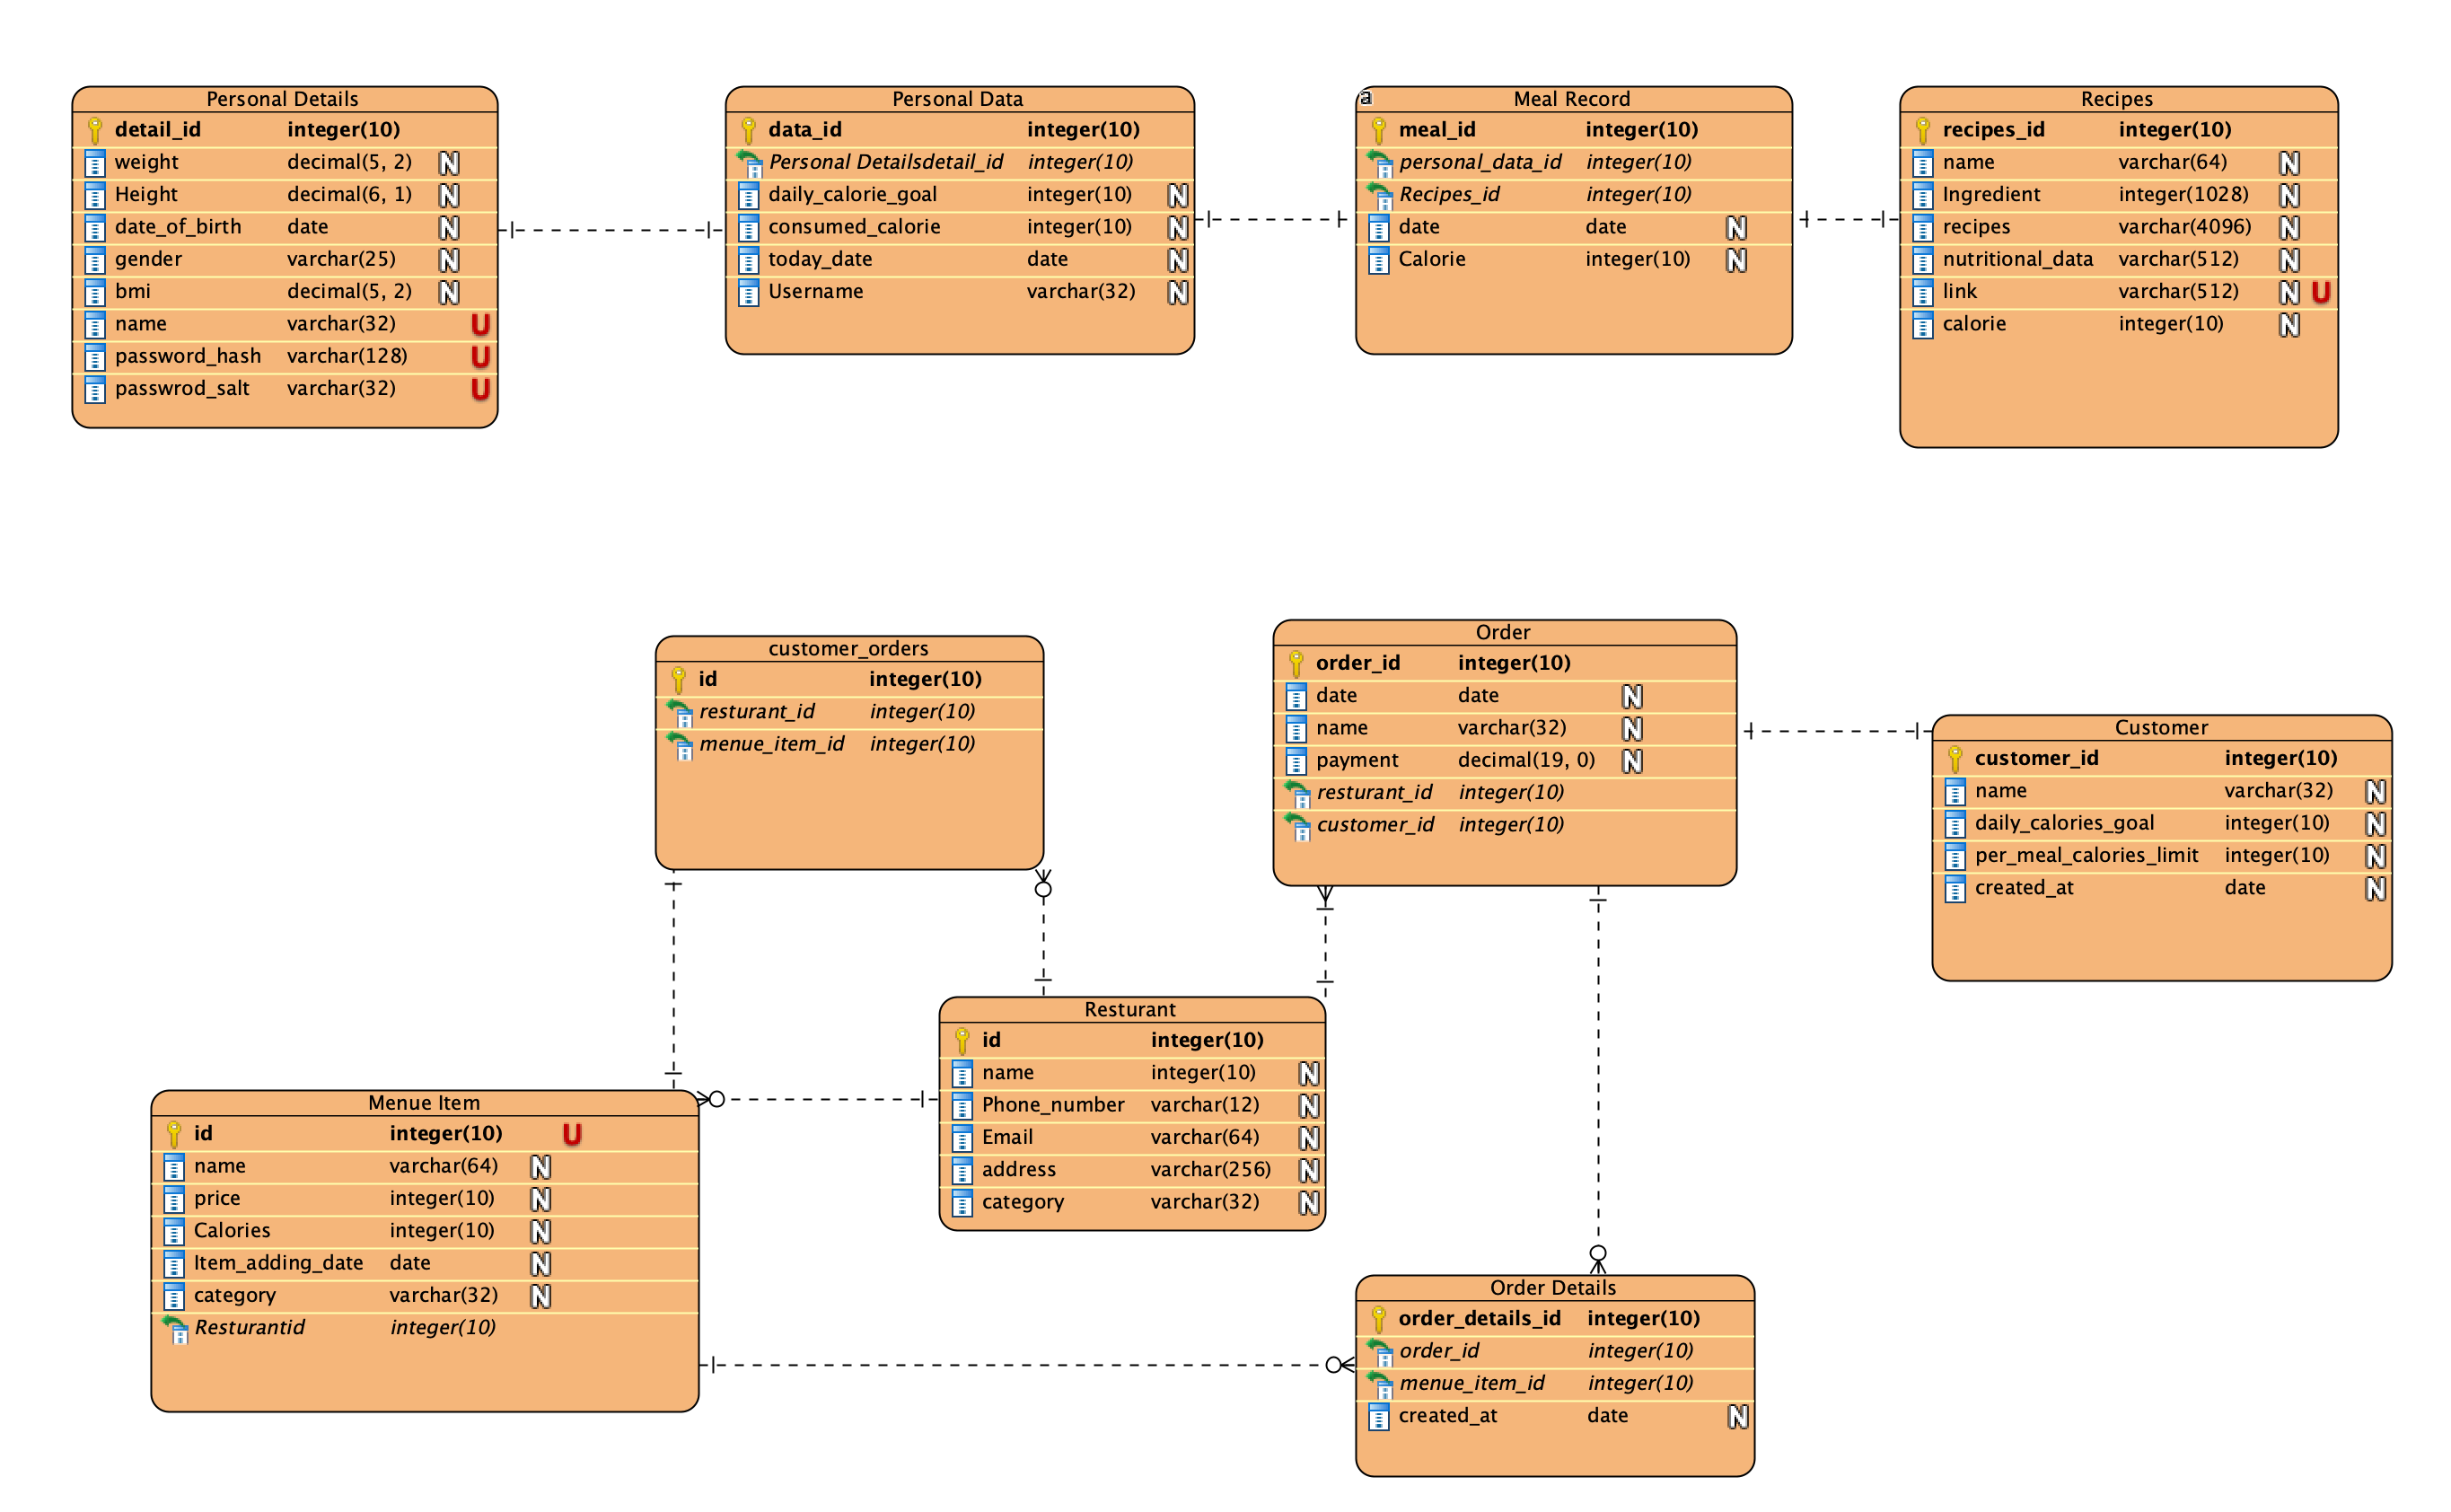 Personal Details
detail_id integer(10)
weight decimal(5, 2) N
Height decimal(6, 1) N
date_of_birth date N
gender varchar(25) N
bmi decimal(5, 2) N
name varchar(32) U
password_hash varchar(128) U
passwrod_salt varchar(32) U
Personal Data
data_id integer(10)
Personal Detailsdetail_id integer(10)
daily_calorie_goal integer(10) N
consumed_calorie integer(10) N
today_date date N
Username varchar(32) N
a
Meal Record
meal_id integer(10)
personal_data_id integer(10)
Recipes_id integer(10)
date date N
Calorie integer(10) N
Recipes
recipes_id integer(10)
name varchar(64) N
Ingredient integer(1028) N
recipes varchar(4096) N
nutritional_data varchar(512) N
link varchar(512) N U
calorie integer(10) N
customer_orders
id integer(10)
resturant_id integer(10)
menue_item_id integer(10)
Order
order_id integer(10)
date date N
name varchar(32) N
payment decimal(19, 0) N
resturant_id integer(10)
customer_id integer(10)
Customer
customer_id integer(10)
name varchar(32) N
daily_calories_goal integer(10) N
per_meal_calories_limit integer(10) N
created_at date N
Resturant
id integer(10)
name integer(10) N
Phone_number varchar(12) N
Email varchar(64) N
address varchar(256) N
category varchar(32) N
Menue Item
id integer(10) U
name varchar(64) N
price integer(10) N
Calories integer(10) N
Item_adding_date date N
category varchar(32) N
Resturantid integer(10)
Order Details
order_details_id integer(10)
order_id integer(10)
menue_item_id integer(10)
created_at date N